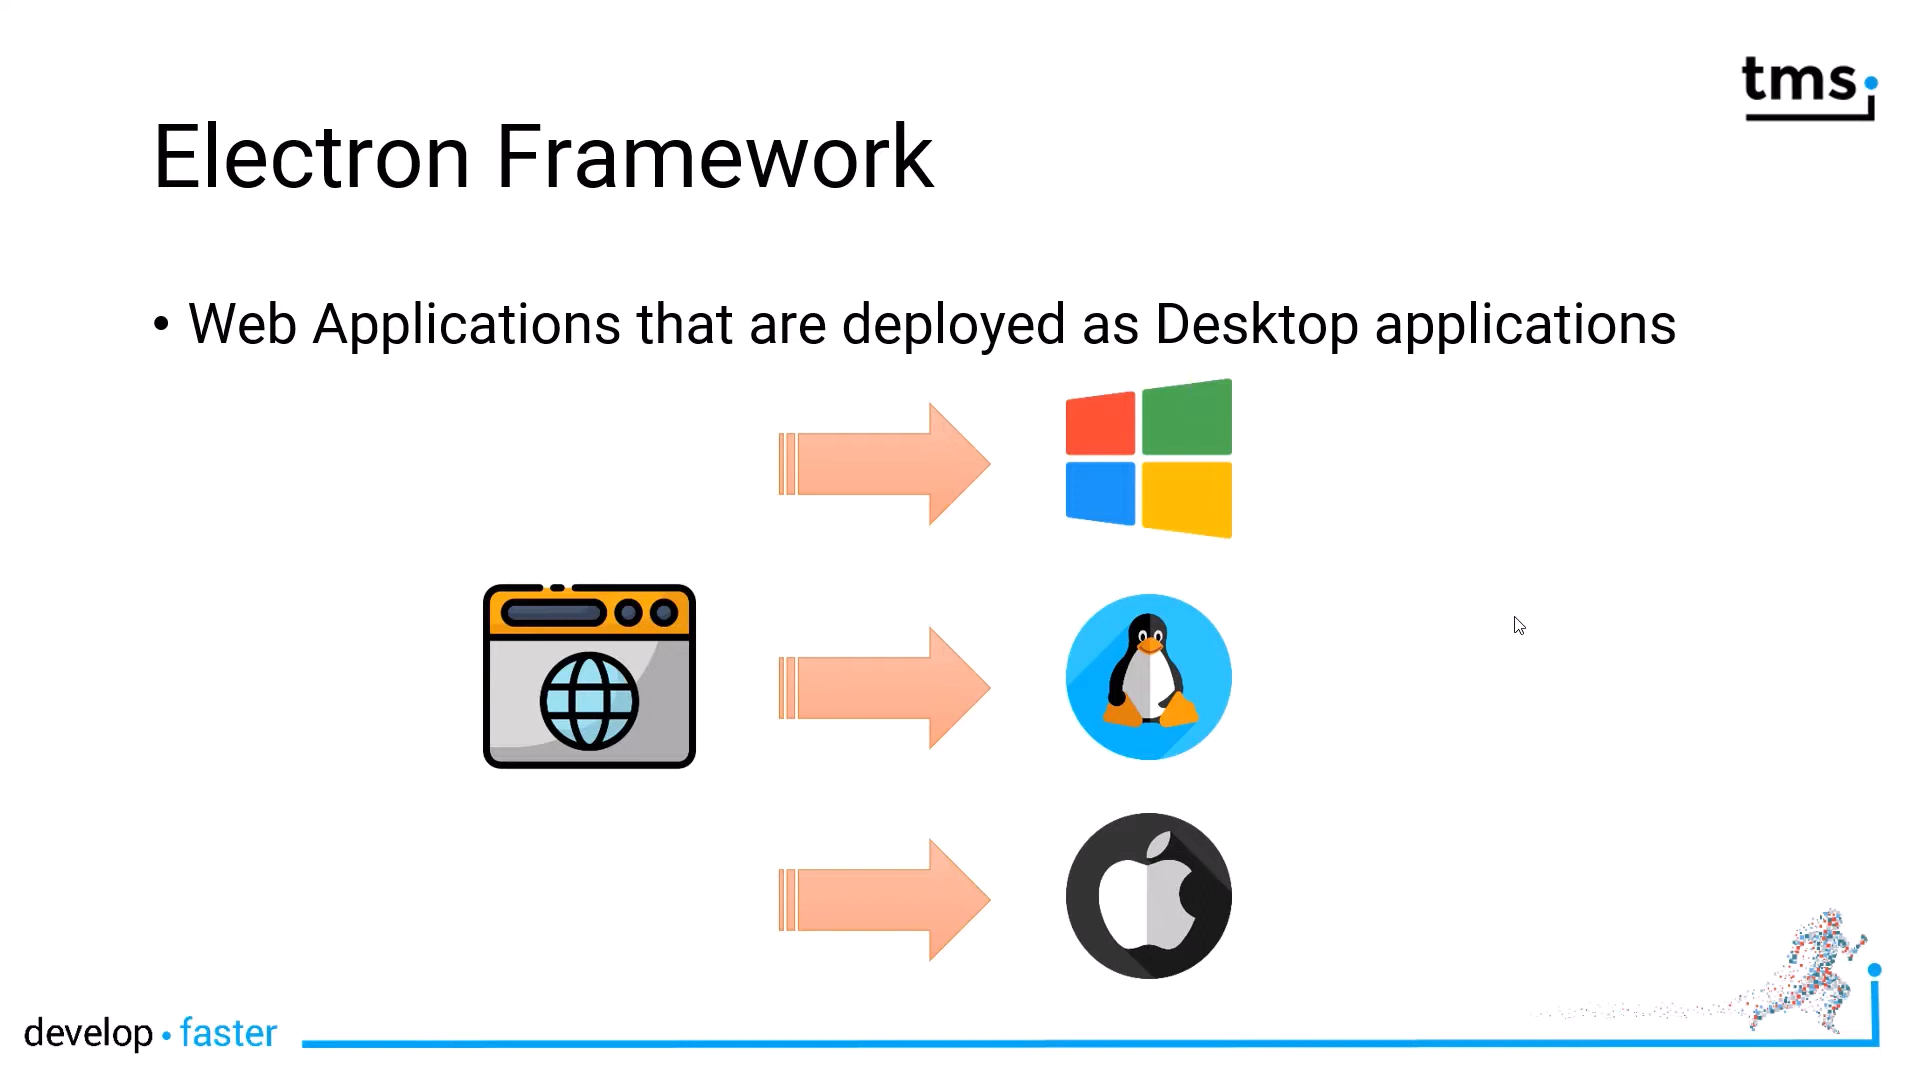 tms
Electron Framework
• Web Applications that are deployed as Desktop applications
develop • faster